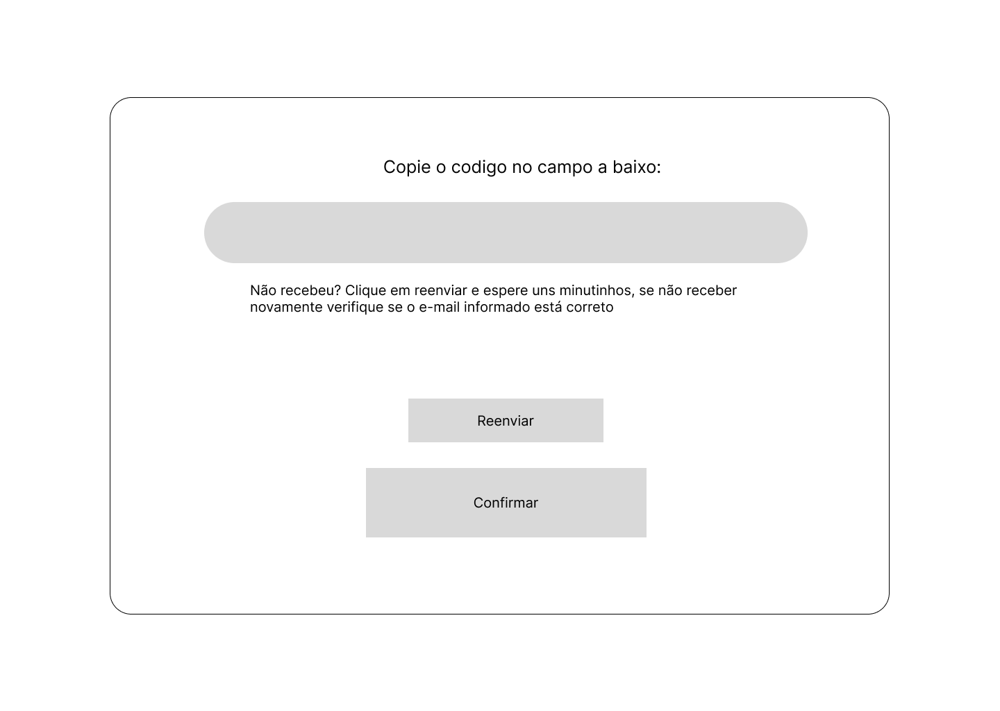 Copie o codigo no campo a baixo:
Não recebeu? Clique em reenviar e espere uns minutinhos, se não receber
novamente verifique se o e-mail informado está correto
Reenviar
Confirmar